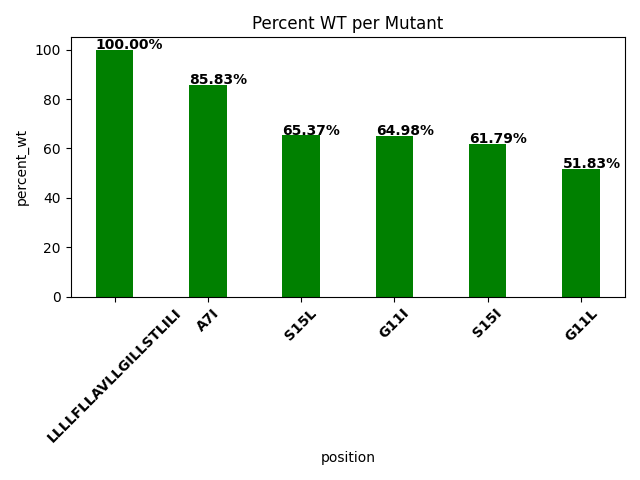 Percent WT per Mutant
percent_wt
100
80
60
40
20
0
100.00%
85.83%
65.37%
64.98%
61.79%
51.83%
LLLLFLLAVLLGILLSTLILI
A7I
S15L
G11I
S15I
G11L
position